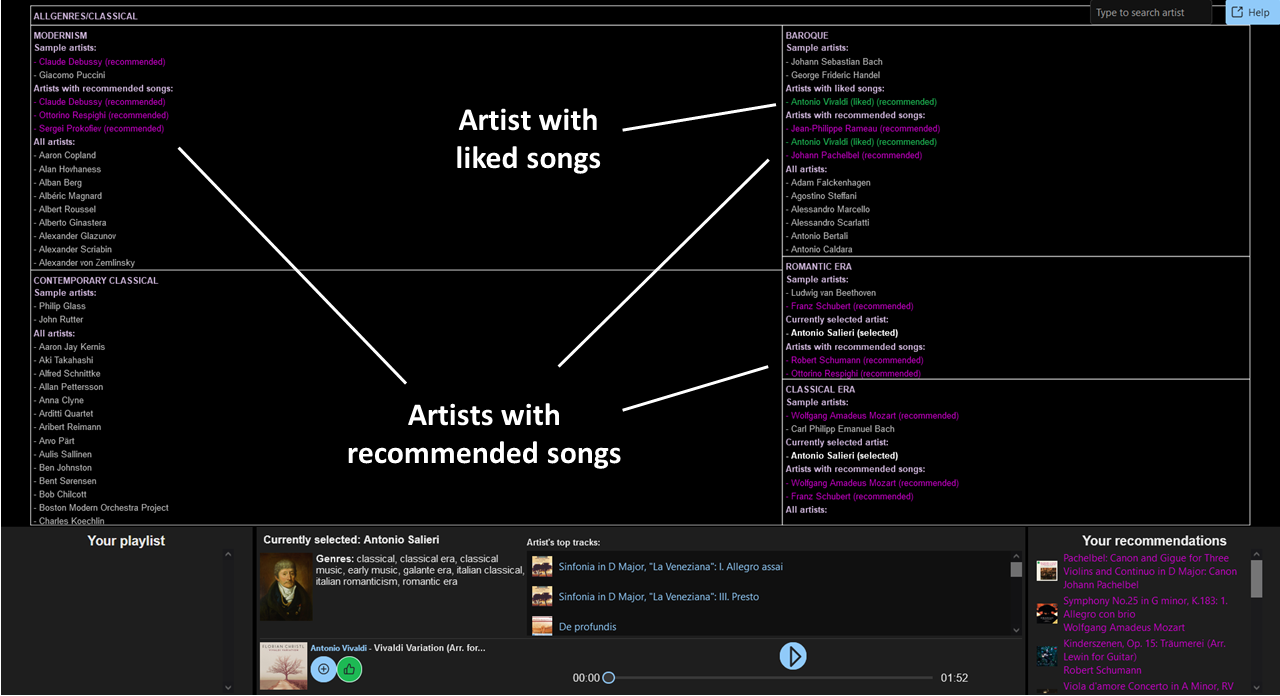 ALLGENRES/CLASSICAL
Type to search artist
Help
MODERNISM
Sample artists:
- Claude Debussy (recommended)
- Giacomo Puccini
Artists with recommended songs:
- Claude Debussy (recommended)
- Ottorino Respighi (recommended)
- Sergei Prokofiev (recommended)
All artists:
- Aaron Copland
- Alan Hovhaness
- Alban Berg
- Albéric Magnard
- Albert Roussel
- Alberto Ginastera
- Alexander Glazunov
- Alexander Scriabin
- Alexander von Zemlinsky
CONTEMPORARY CLASSICAL
Sample artists:
- Philip Glass
- John Rutter
All artists:
- Aaron Jay Kernis
- Aki Takahashi
- Alfred Schnittke
- Allan Pettersson
- Anna Clyne
- Arditti Quartet
- Aribert Reimann
- Arvo Pärt
- Aulis Sallinen
- Ben Johnston
- Bent Sørensen
- Bob Chilcott
- Boston Modern Orchestra Project
- Charles Koechlin
Artist with
liked songs
Artists with
recommended songs
BAROQUE
Sample artists:
- Johann Sebastian Bach
- George Frideric Handel
Artists with liked songs:
- Antonio Vivaldi (liked) (recommended)
Artists with recommended songs:
- Jean-Philippe Rameau (recommended)
- Antonio Vivaldi (liked) (recommended)
- Johann Pachelbel (recommended)
All artists:
- Adam Falckenhagen
- Agostino Steffani
- Alessandro Marcello
- Alessandro Scarlatti
- Antonio Bertali
- Antonio Caldara
ROMANTIC ERA
Sample artists:
- Ludwig van Beethoven
- Franz Schubert (recommended)
Currently selected artist:
- Antonio Salieri (selected)
Artists with recommended songs:
- Robert Schumann (recommended)
- Ottorino Respighi (recommended)
CLASSICAL ERA
Sample artists:
- Wolfgang Amadeus Mozart (recommended)
- Carl Philipp Emanuel Bach
Currently selected artist:
- Antonio Salieri (selected)
Artists with recommended songs:
- Wolfgang Amadeus Mozart (recommended)
- Franz Schubert (recommended)
All artists:
Your playlist
Currently selected: Antonio Salieri
Genres: classical, classical era, classical
music, early music, galante era, italian classical,
italian romanticism, romantic era
Artist's top tracks:
Sinfonia in D Major, "La Veneziana": I. Allegro assai
Sinfonia in D Major, "La Veneziana": III. Presto
De profundis
FLORIAN CHRISTL
Antonio Vivaldi - Vivaldi Variation (Arr. for...
00:00
01:52
Your recommendations
Pachelbel: Canon and Gigue for Three
Violins and Continuo in D Major: Canon
Johann Pachelbel
Symphony No.25 in G minor, K.183: 1.
Allegro con brio
Wolfgang Amadeus Mozart
Kinderszenen, Op. 15: Träumerei (Arr.
Lewin for Guitar)
Robert Schumann
Viola d'amore Concerto in A Minor, RV